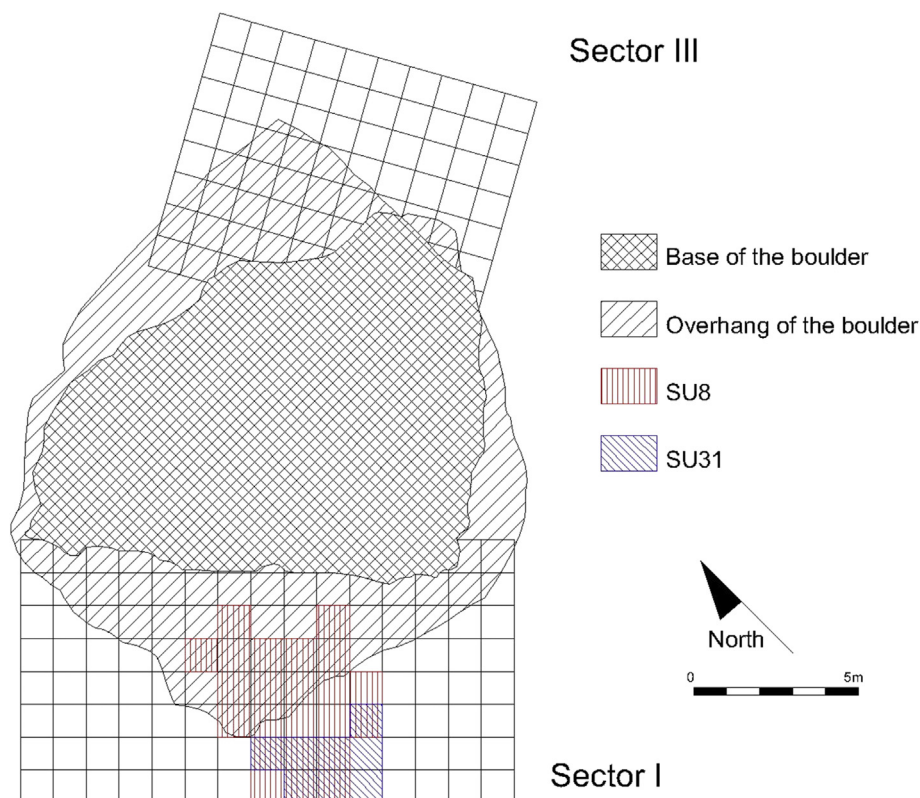 Sector III
Base of the boulder
Overhang of the boulder
SU8
SU31
North
0 5m
Sector I